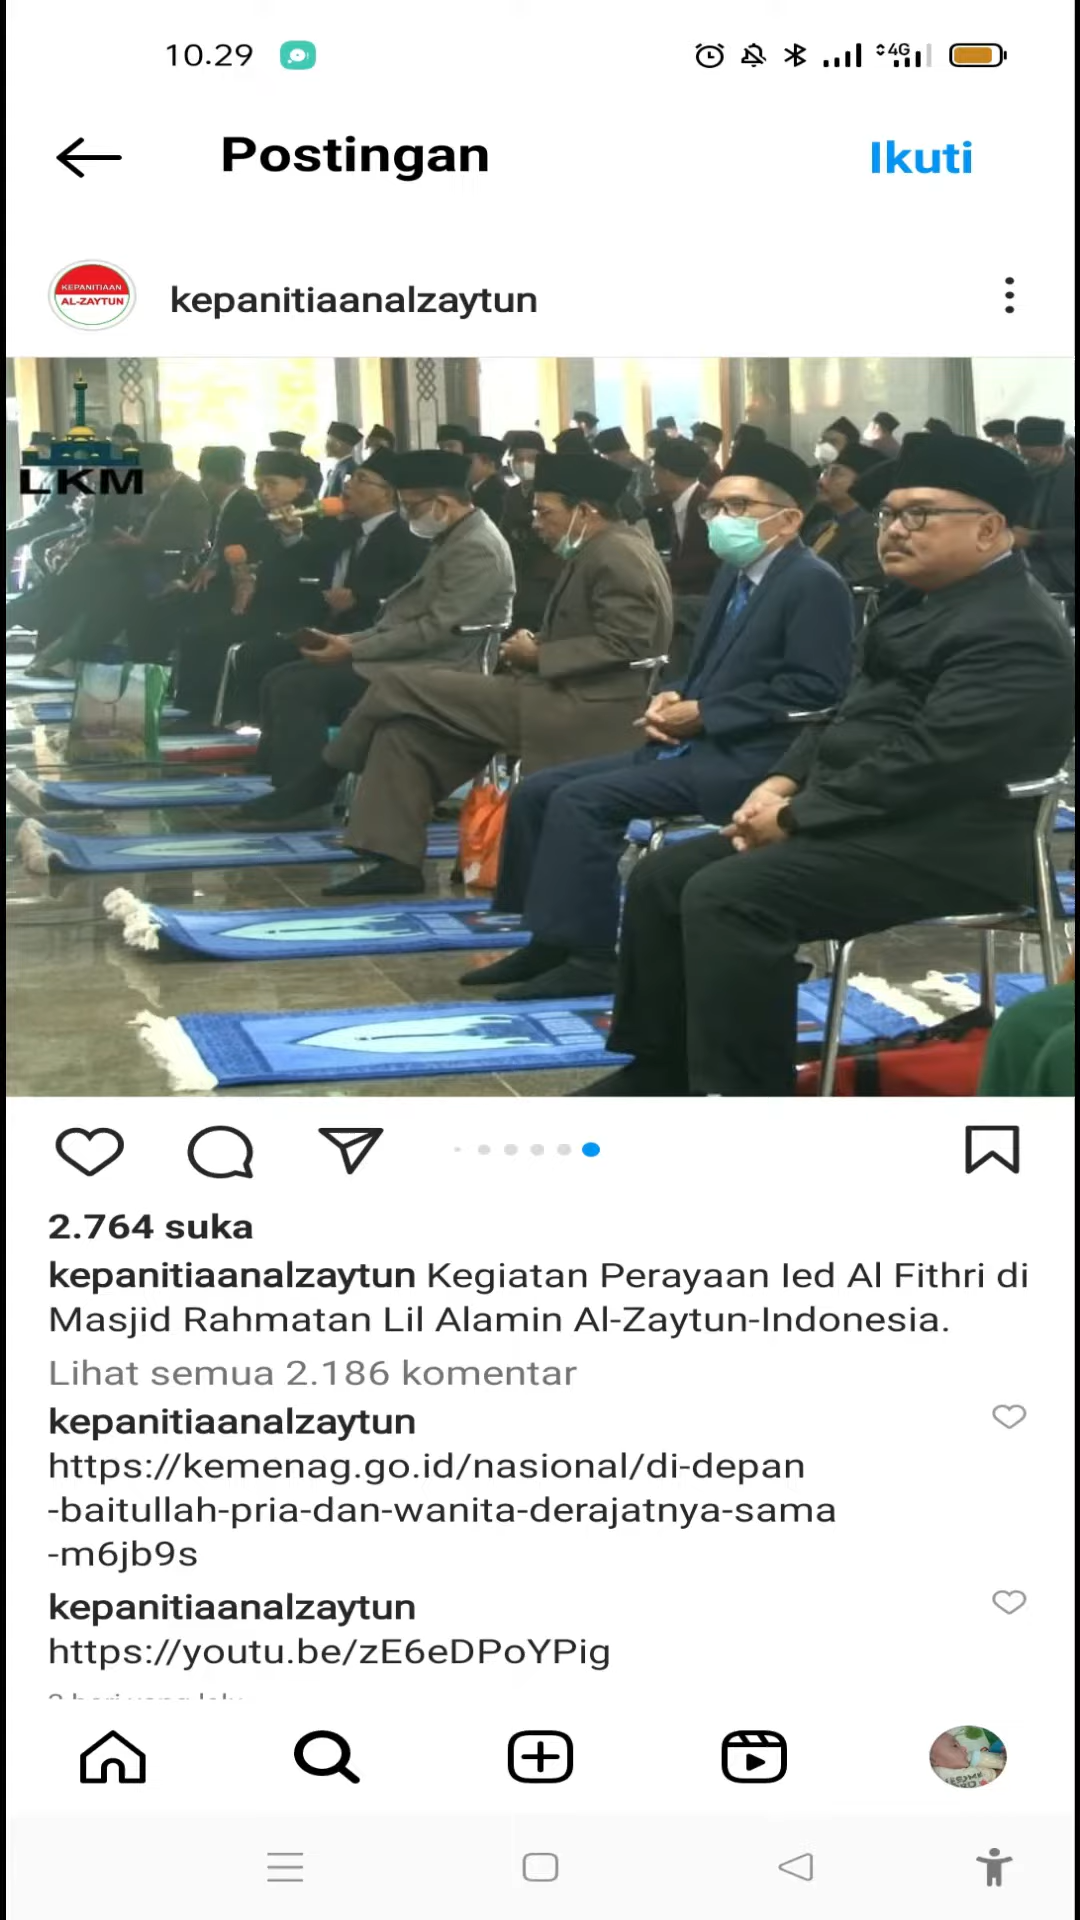 10.29
4G
Postingan
Ikuti
KEPANITIAAN
AL-ZAYTUN
kepanitiaanalzaytun
LKM
2.764 suka
kepanitiaanalzaytun Kegiatan Perayaan Ied Al Fithri di
Masjid Rahmatan Lil Alamin Al-Zaytun-Indonesia.
Lihat semua 2.186 komentar
kepanitiaanalzaytun
https://kemenag.go.id/nasional/di-depan
-baitullah-pria-dan-wanita-derajatnya-sama
-m6jb9s
kepanitiaanalzaytun
https://youtu.be/zE6eDPoYPig